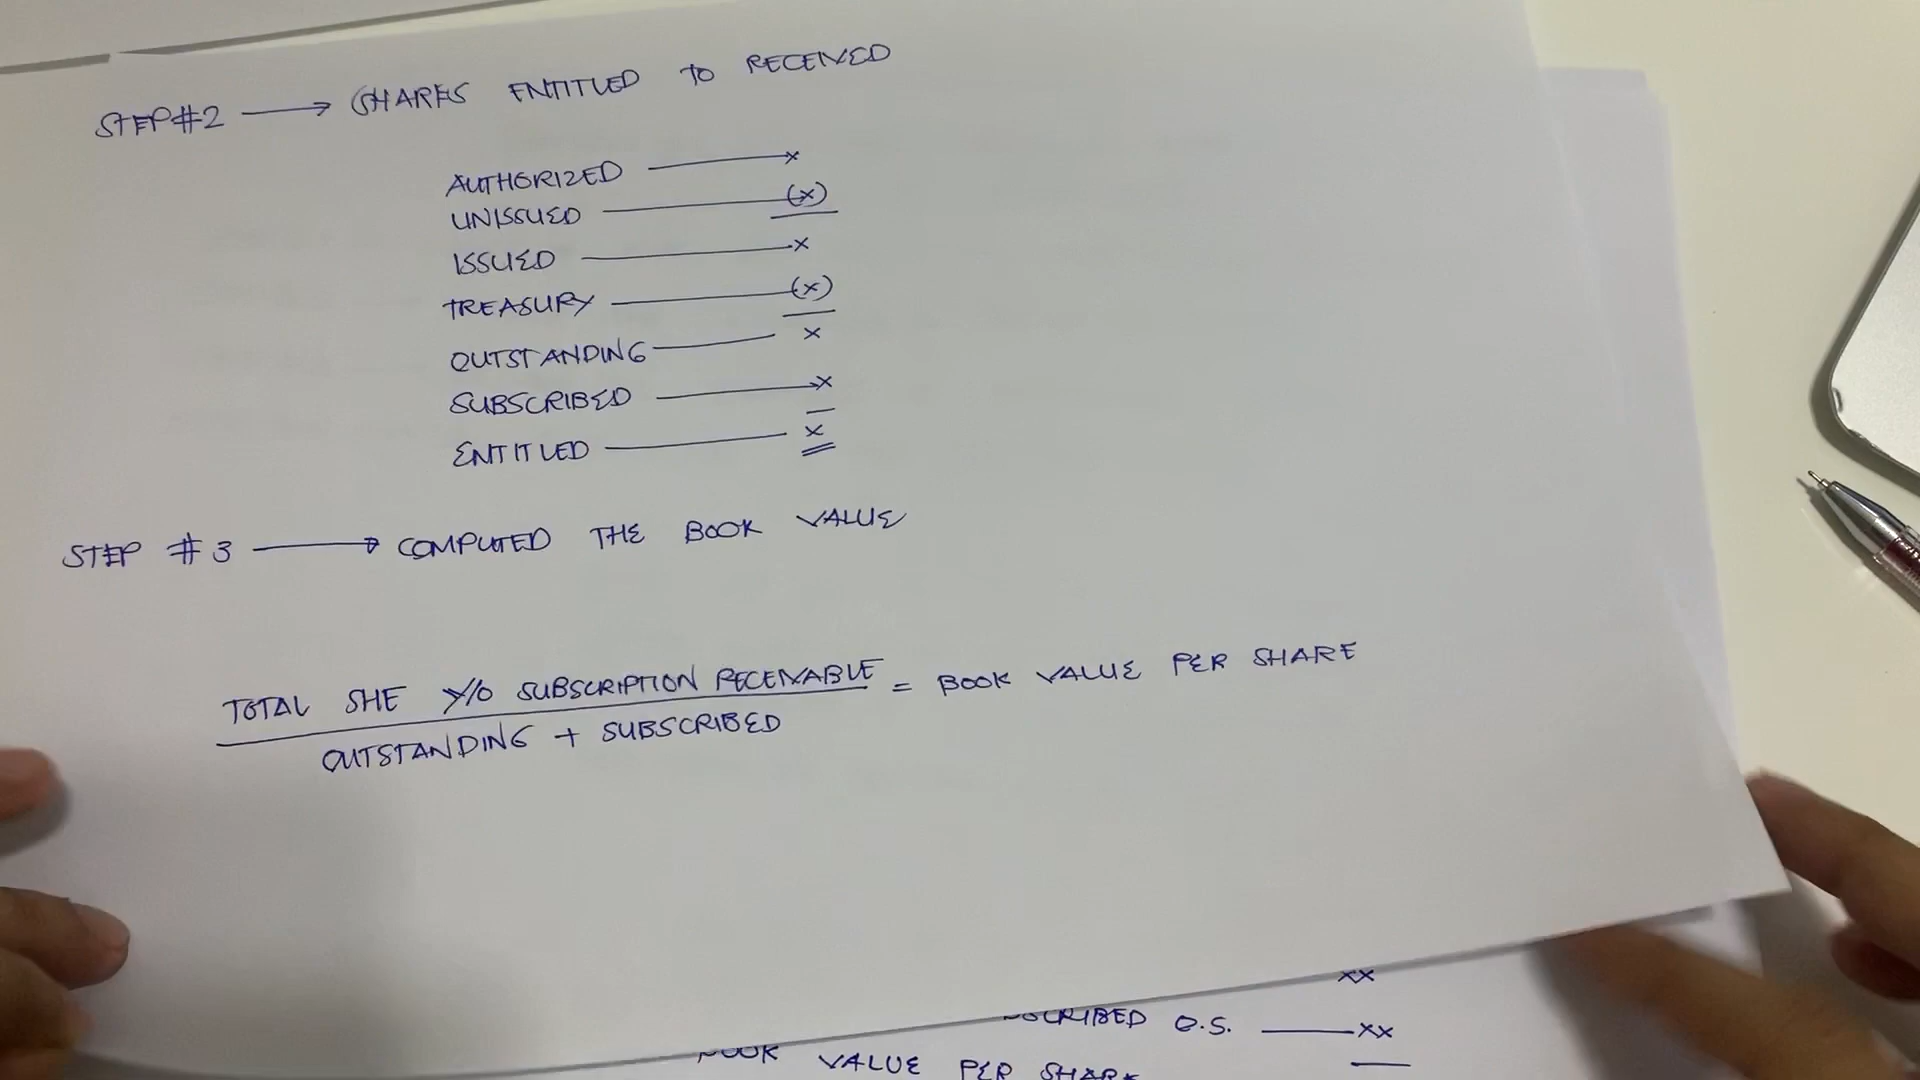 STEP #2 → SHARES ENTITLED TO RECEIVED
AUTHORIZED x
UNISSUED (x)
ISSUED x
TREASURY (x)
OUTSTANDING x
SUBSCRIBED x
ENTITLED x
STEP #3 → COMPUTED THE BOOK VALUE
TOTAL SHE y/o SUBSCRIPTION RECEIVABLE = BOOK VALUE PER SHARE
OUTSTANDING + SUBSCRIBED
xx
O.S. xx
VALUE PER SHARE